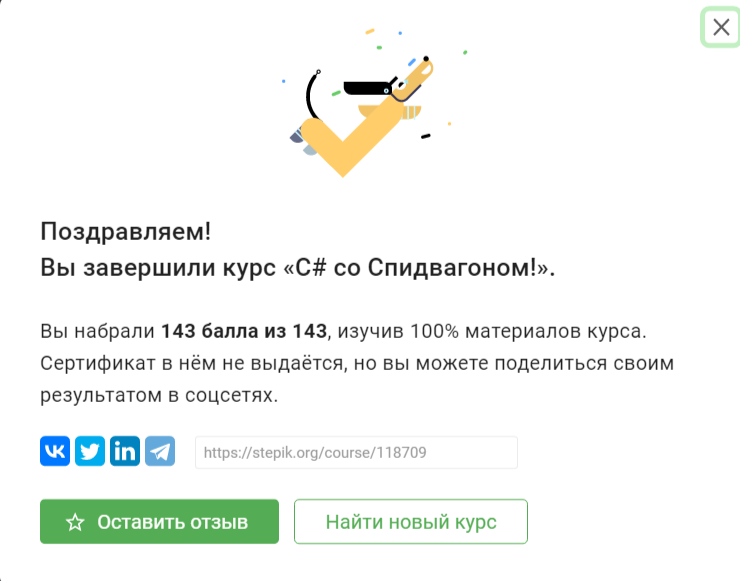 Поздравляем!
Вы завершили курс «C# со Спидвагоном!».
Вы набрали 143 балла из 143, изучив 100% материалов курса.
Сертификат в нём не выдаётся, но вы можете поделиться своим
результатом в соцсетях.
https://stepik.org/course/118709
Оставить отзыв
Найти новый курс